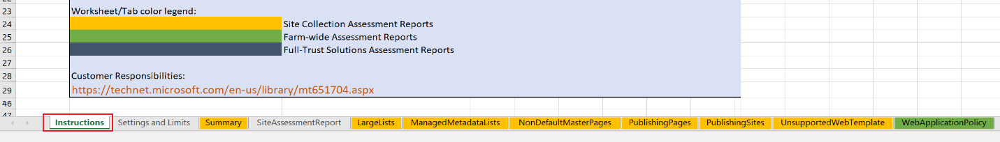 23 Worksheet/Tab color legend:
24 Site Collection Assessment Reports
25 Farm-wide Assessment Reports
26 Full-Trust Solutions Assessment Reports
27
28 Customer Responsibilities:
29 https://technet.microsoft.com/en-us/library/mt651704.aspx
46
47
Instructions Settings and Limits Summary SiteAssessmentReport LargeLists ManagedMetadataLists NonDefaultMasterPages PublishingPages PublishingSites UnsupportedWebTemplate WebApplicationPolicy